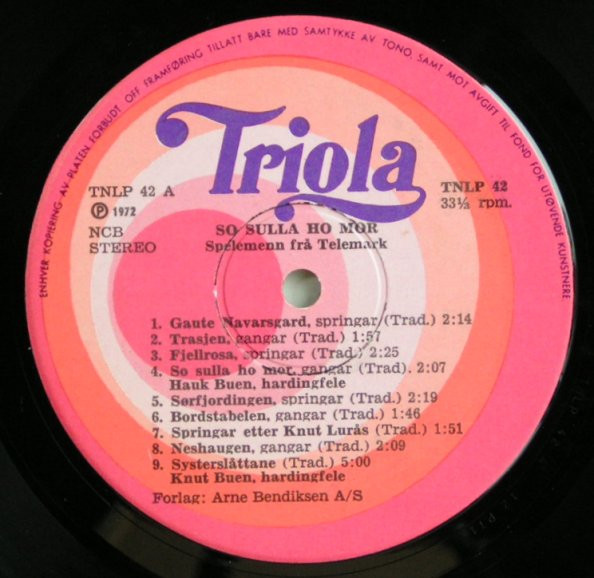 ENHVER KOPIERING AV PLATEN FORBUDT. OFF FRAMFØRING TILLATT BARE MED SAMTYKKE AV TONO, SAMT MOT AVGIFT TIL FOND FOR UTØVENDE KUNSTNERE
Triola
TNLP 42 A
Ⓟ 1972
NCB
STEREO
TNLP 42
33⅓ rpm.
SO SULLA HO MOR
Spelemenn frå Telemark
1. Gaute Navarsgard, springar (Trad.) 2:14
2. Trasjen, gangar (Trad.) 1:57
3. Fjellrosa, springar (Trad.) 2:25
4. So sulla ho mor, gangar (Trad). 2:07
Hauk Buen, hardingfele
5. Sørfjordingen, springar (Trad.) 2:19
6. Bordstabelen, gangar (Trad.) 1:46
7. Springar etter Knut Lurås (Trad.) 1:51
8. Neshaugen, gangar (Trad.) 2:09
9. Systerslåttane (Trad.) 5:00
Knut Buen, hardingfele
Forlag: Arne Bendiksen A/S